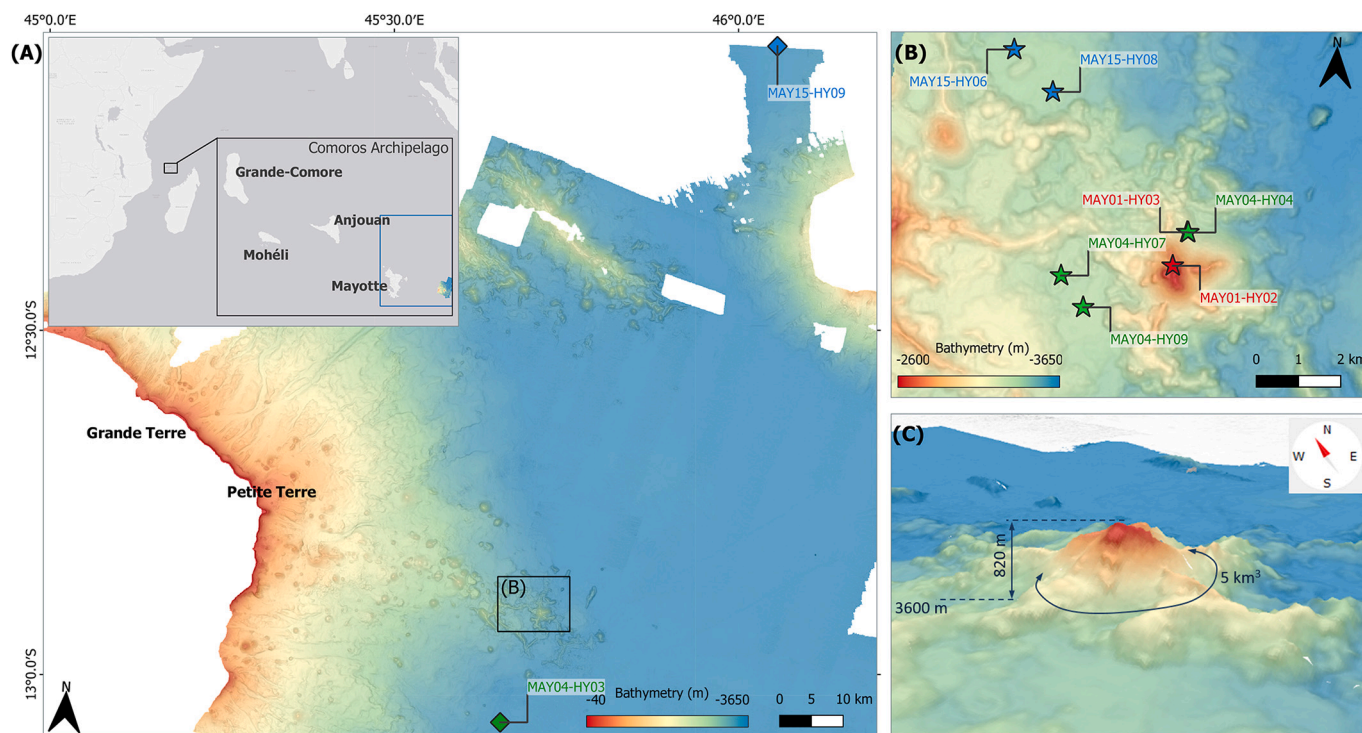 45°0.0'E
45°30.0'E
46°0.0'E
(A)
MAY15-HY09
Comoros Archipelago
Grande-Comore
Anjouan
Mohéli
Mayotte
12°30.0'S
Grande Terre
Petite Terre
(B)
13°0.0'S
N
MAY04-HY03
Bathymetry (m)
-40
-3650
0 5 10 km
(B)
N
MAY15-HY06
MAY15-HY08
MAY01-HY03
MAY04-HY04
MAY04-HY07
MAY01-HY02
MAY04-HY09
Bathymetry (m)
-2600
-3650
0 1 2 km
(C)
N
W E
S
820 m
5 km³
3600 m